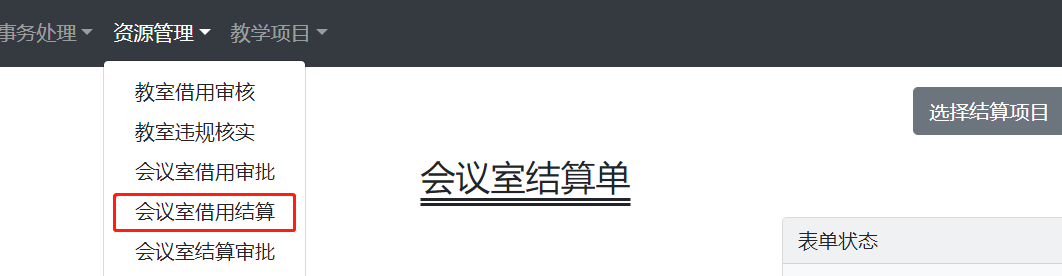 事务处理 资源管理 教学项目
教室借用审核
教室违规核实
会议室借用审批
会议室借用结算
会议室结算审批
选择结算项目
会议室结算单
表单状态